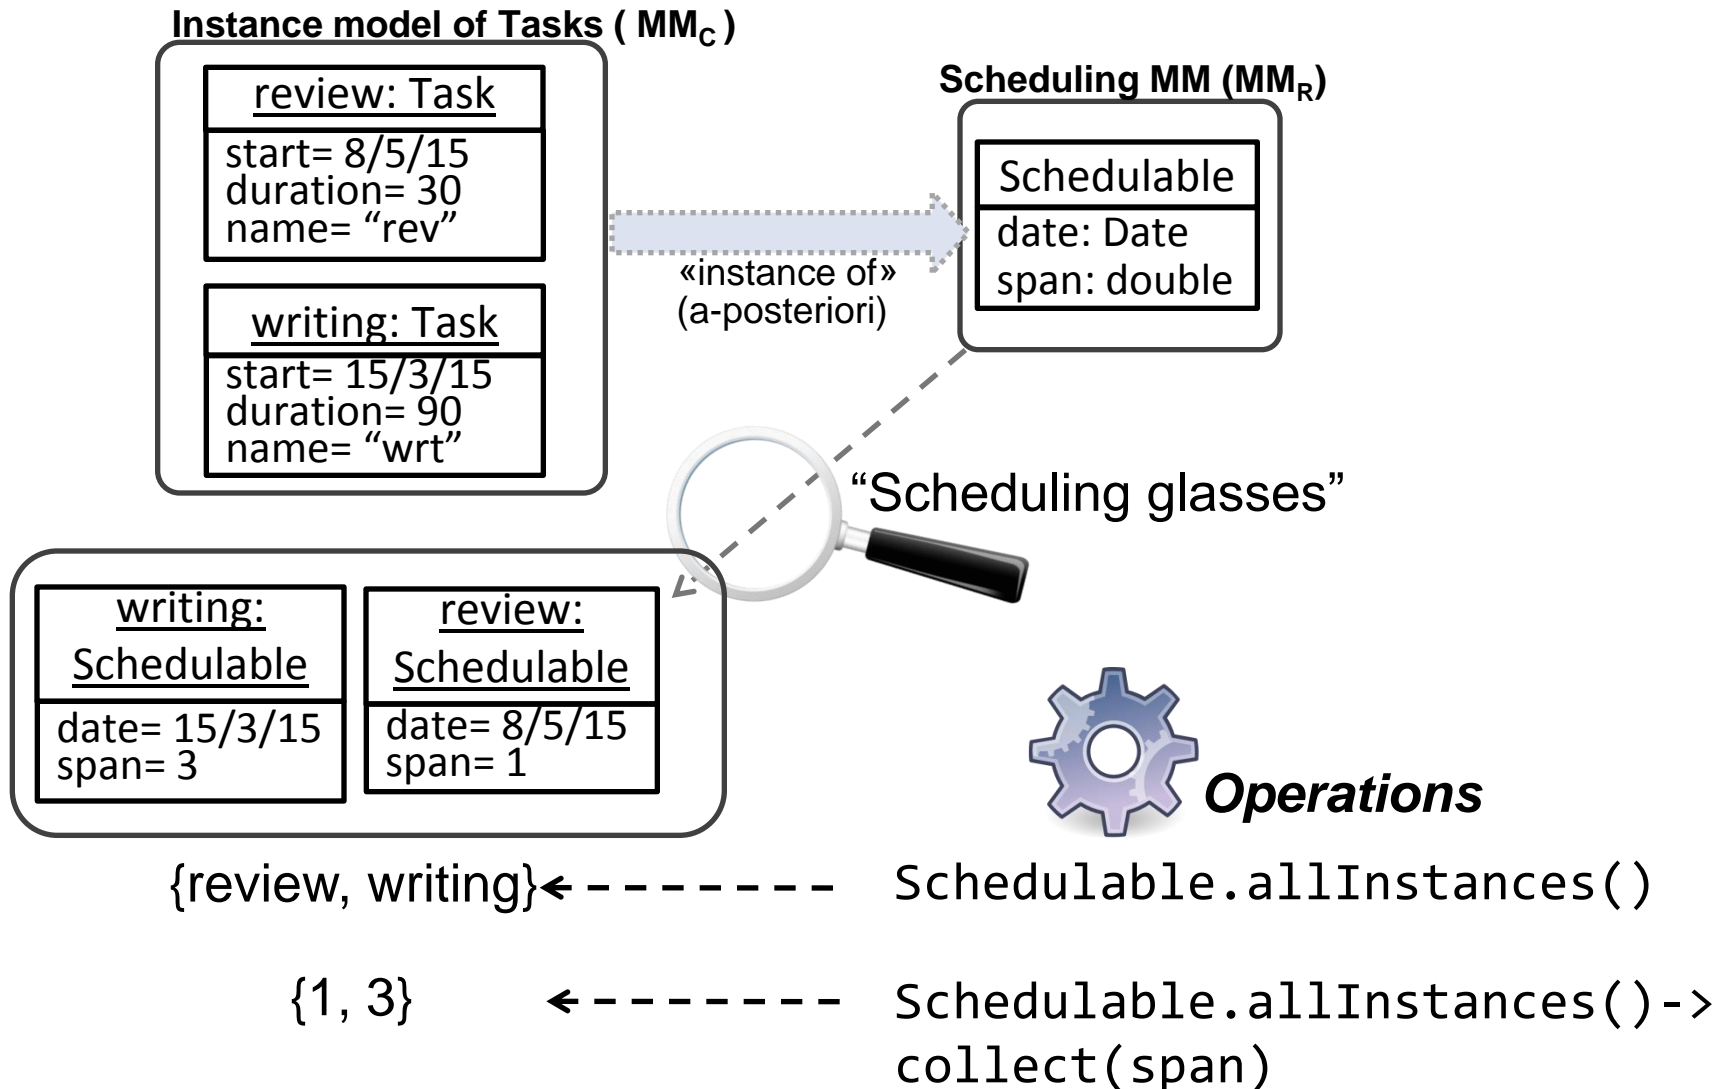 Instance model of Tasks ( MMC )
review: Task
start= 8/5/15
duration= 30
name= “rev”
writing: Task
start= 15/3/15
duration= 90
name= “wrt”
«instance of»
(a-posteriori)
Scheduling MM (MMR)
Schedulable
date: Date
span: double
“Scheduling glasses”
writing:
Schedulable
date= 15/3/15
span= 3
review:
Schedulable
date= 8/5/15
span= 1
Operations
{review, writing}
Schedulable.allInstances()
{1, 3}
Schedulable.allInstances()->
collect(span)